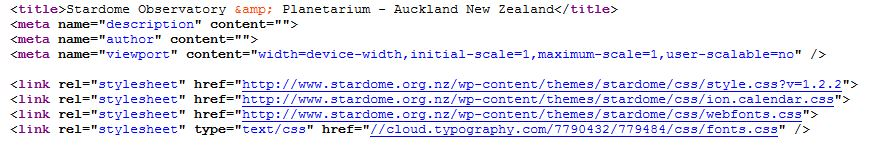 <title>Stardome Observatory &amp; Planetarium - Auckland New Zealand</title>
<meta name="description" content="">
<meta name="author" content="">
<meta name="viewport" content="width=device-width,initial-scale=1,maximum-scale=1,user-scalable=no" />
<link rel="stylesheet" href="http://www.stardome.org.nz/wp-content/themes/stardome/css/style.css?v=1.2.2">
<link rel="stylesheet" href="http://www.stardome.org.nz/wp-content/themes/stardome/css/ion.calendar.css">
<link rel="stylesheet" href="http://www.stardome.org.nz/wp-content/themes/stardome/css/webfonts.css">
<link rel="stylesheet" type="text/css" href="//cloud.typography.com/7790432/779484/css/fonts.css" />